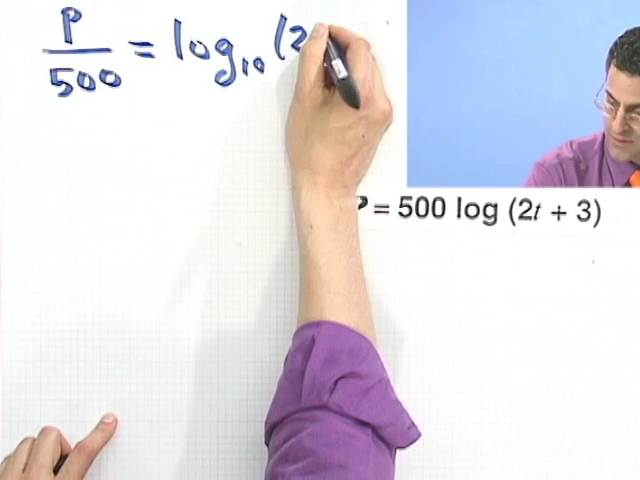 P
500 = log10 (2
P = 500 log (2t + 3)